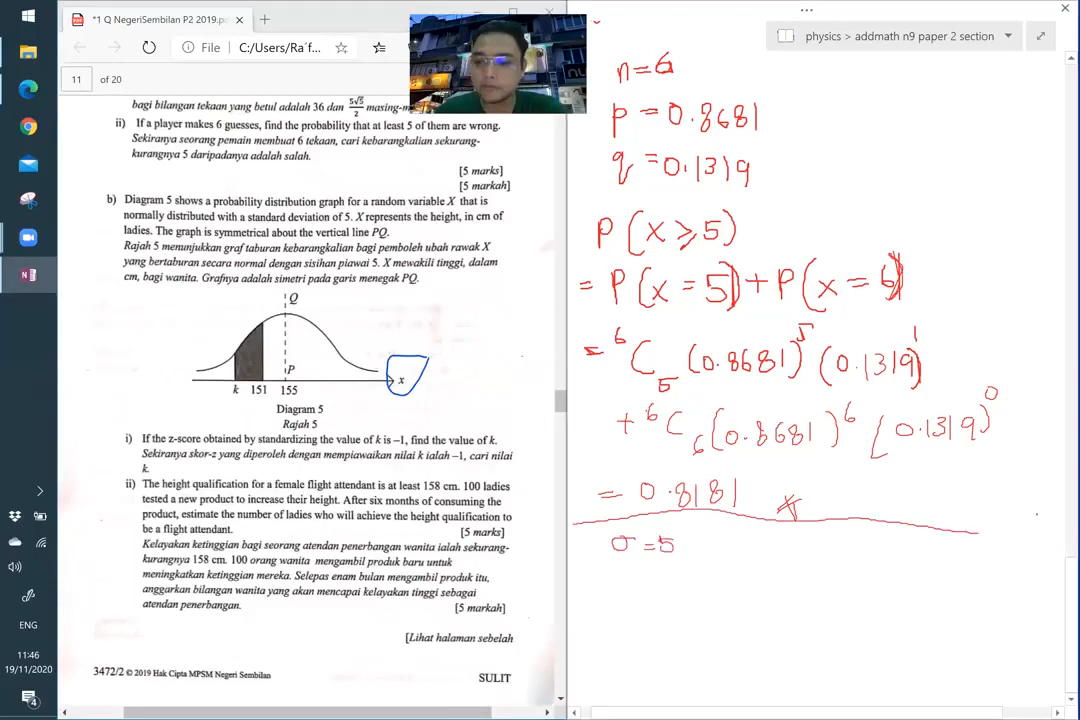 *1 Q NegeriSembilan P2 2019.pdf
File C:/Users/Ra´f...
11 of 20
physics > addmath n9 paper 2 section
bagi bilangan tekaan yang betul adalah 36 dan 5√5/2 masing-m
ii) If a player makes 6 guesses, find the probability that at least 5 of them are wrong.
Sekiranya seorang pemain membuat 6 tekaan, cari kebarangkalian sekurang-
kurangnya 5 daripadanya adalah salah.
[5 marks]
[5 markah]
b) Diagram 5 shows a probability distribution graph for a random variable X that is
normally distributed with a standard deviation of 5. X represents the height, in cm of
ladies. The graph is symmetrical about the vertical line PQ.
Rajah 5 menunjukkan graf taburan kebarangkalian bagi pemboleh ubah rawak X
yang bertaburan secara normal dengan sisihan piawai 5. X mewakili tinggi, dalam
cm, bagi wanita. Grafnya adalah simetri pada garis menegak PQ.
Q
P
x
k 151 155
Diagram 5
Rajah 5
i) If the z-score obtained by standardizing the value of k is −1, find the value of k.
Sekiranya skor-z yang diperoleh dengan mempiawaikan nilai k ialah −1, cari nilai
k.
ii) The height qualification for a female flight attendant is at least 158 cm. 100 ladies
tested a new product to increase their height. After six months of consuming the
product, estimate the number of ladies who will achieve the height qualification to
be a flight attendant. [5 marks]
Kelayakan ketinggian bagi seorang atendan penerbangan wanita ialah sekurang-
kurangnya 158 cm. 100 orang wanita mengambil produk baru untuk
meningkatkan ketinggian mereka. Selepas enam bulan mengambil produk itu,
anggarkan bilangan wanita yang akan mencapai kelayakan tinggi sebagai
atendan penerbangan. [5 markah]
[Lihat halaman sebelah
3472/2 © 2019 Hak Cipta MPSM Negeri Sembilan SULIT
n=6
p=0.8681
q=0.1319
P(x⩾5)
= P(x=5)+P(x=6)
= ⁶C₅ (0.8681)⁵ (0.1319)¹
+ ⁶C₆ (0.8681)⁶ (0.1319)⁰
= 0.8181
σ=5
ENG
11:46
19/11/2020
4